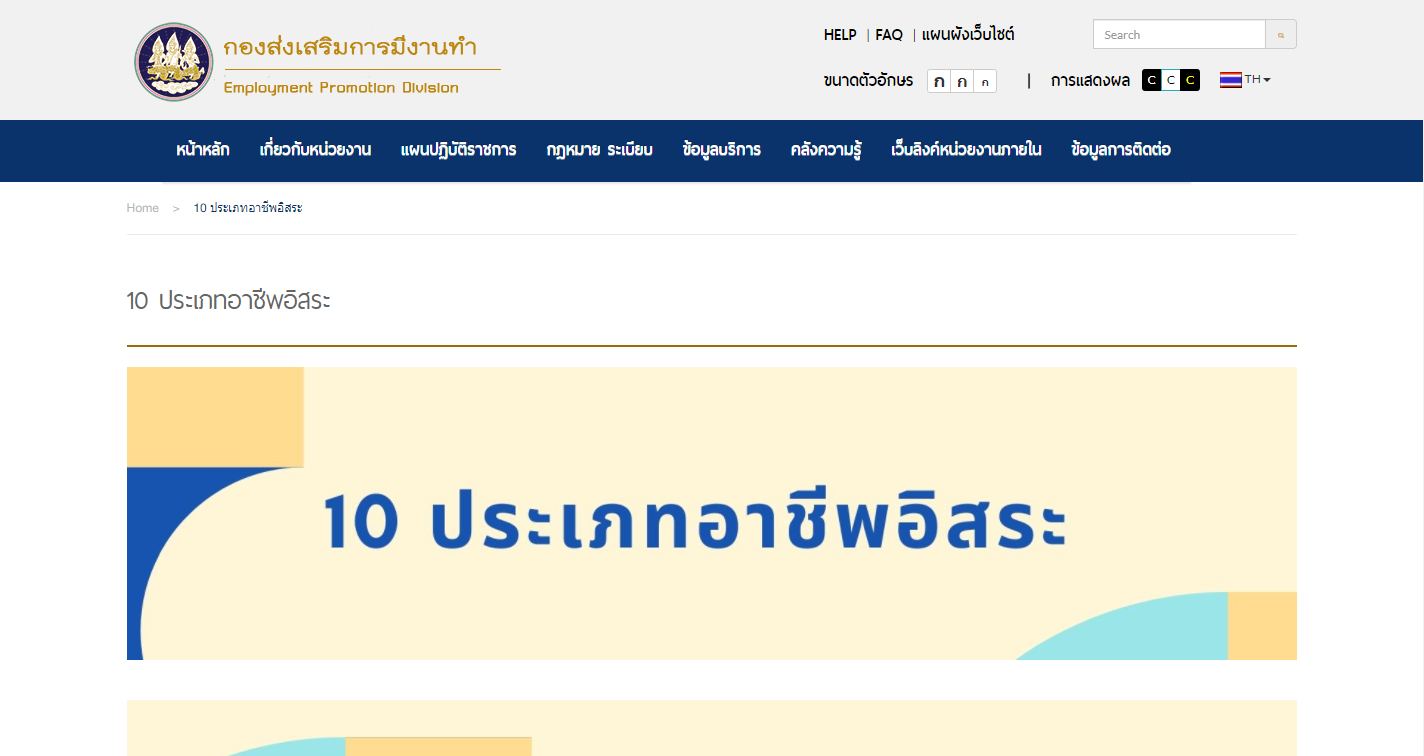 กองส่งเสริมการมีงานทำ
Employment Promotion Division
HELP | FAQ | แผนผังเว็บไซต์
Search
ขนาดตัวอักษร ก ก ก | การแสดงผล C C C TH
หน้าหลัก เกี่ยวกับหน่วยงาน แผนปฏิบัติราชการ กฎหมาย ระเบียบ ข้อมูลบริการ คลังความรู้ เว็บลิงค์หน่วยงานภายใน ข้อมูลการติดต่อ
Home > 10 ประเภทอาชีพอิสระ
10 ประเภทอาชีพอิสระ
10 ประเภทอาชีพอิสระ